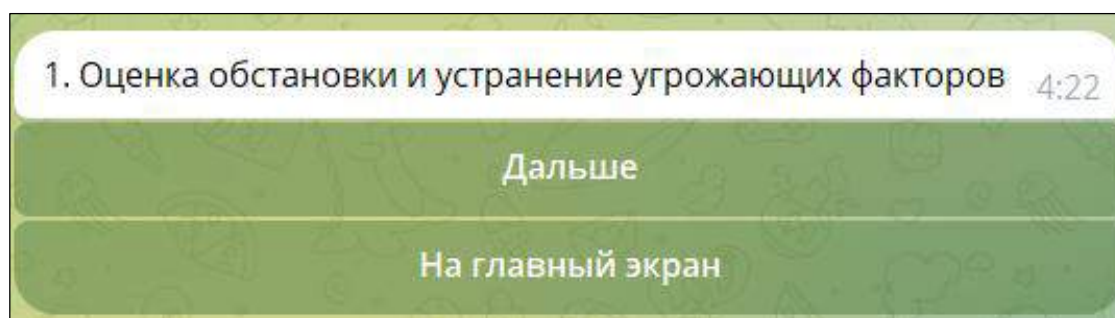 1. Оценка обстановки и устранение угрожающих факторов 4:22
Дальше
На главный экран